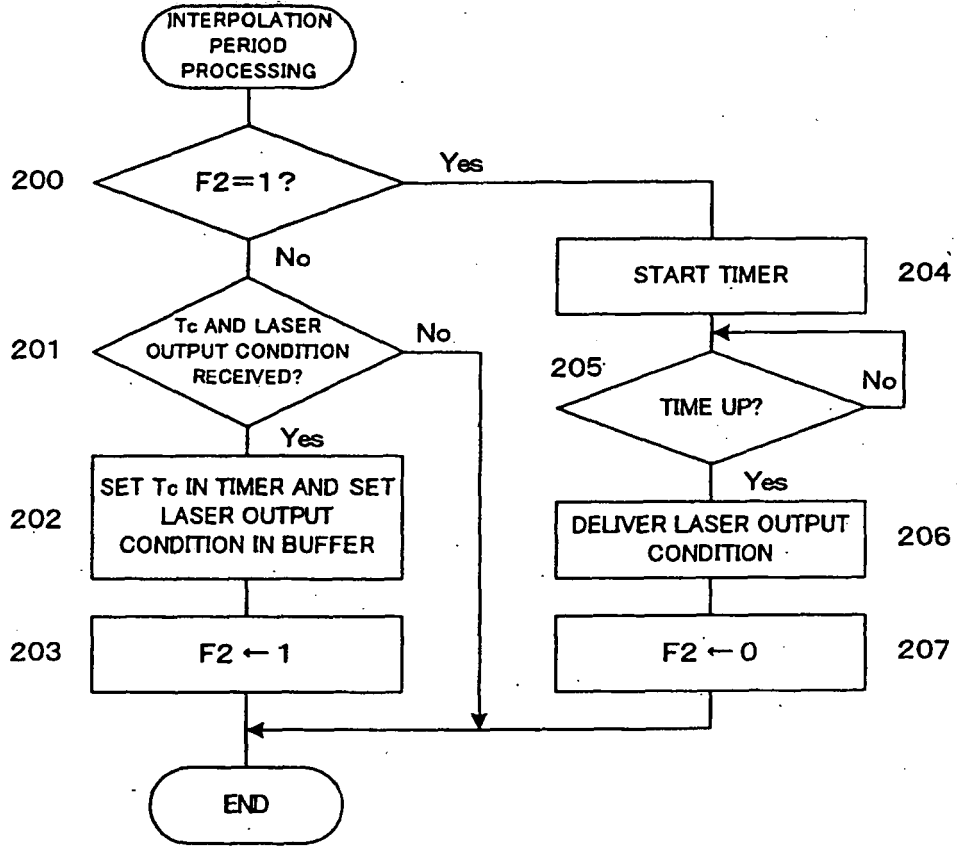 INTERPOLATION
PERIOD
PROCESSING
200
F2=1?
Yes
No
START TIMER
204
201
Tc AND LASER
OUTPUT CONDITION
RECEIVED?
No
205
TIME UP?
No
Yes
Yes
202
SET Tc IN TIMER AND SET
LASER OUTPUT
CONDITION IN BUFFER
DELIVER LASER OUTPUT
CONDITION
206
203
F2 ← 1
F2 ← 0
207
END